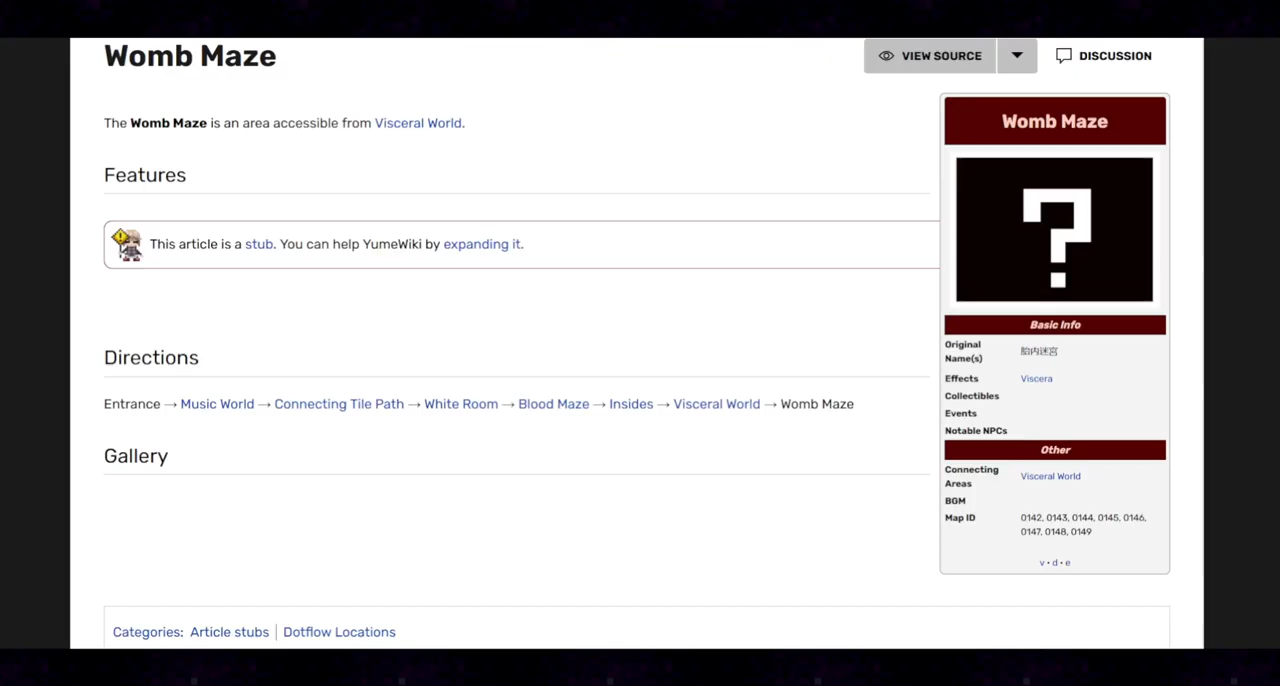 Womb Maze
VIEW SOURCE
DISCUSSION
The Womb Maze is an area accessible from Visceral World.
Features
This article is a stub. You can help YumeWiki by expanding it.
Directions
Entrance → Music World → Connecting Tile Path → White Room → Blood Maze → Insides → Visceral World → Womb Maze
Gallery
Womb Maze
?
Basic Info
Original
Name(s)
胎内迷宮
Effects
Viscera
Collectibles
Events
Notable NPCs
Other
Connecting
Areas
Visceral World
BGM
Map ID
0142, 0143, 0144, 0145, 0146,
0147, 0148, 0149
v • d • e
Categories: Article stubs | Dotflow Locations